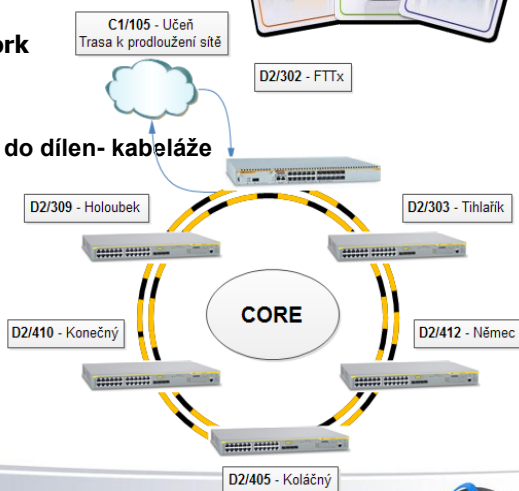 C1/105 - Učeň
Trasa k prodloužení sítě
ork
D2/302 - FTTx
do dílen- kabeláže
D2/309 - Holoubek
D2/303 - Tihlařík
CORE
D2/410 - Konečný
D2/412 - Němec
D2/405 - Koláčný